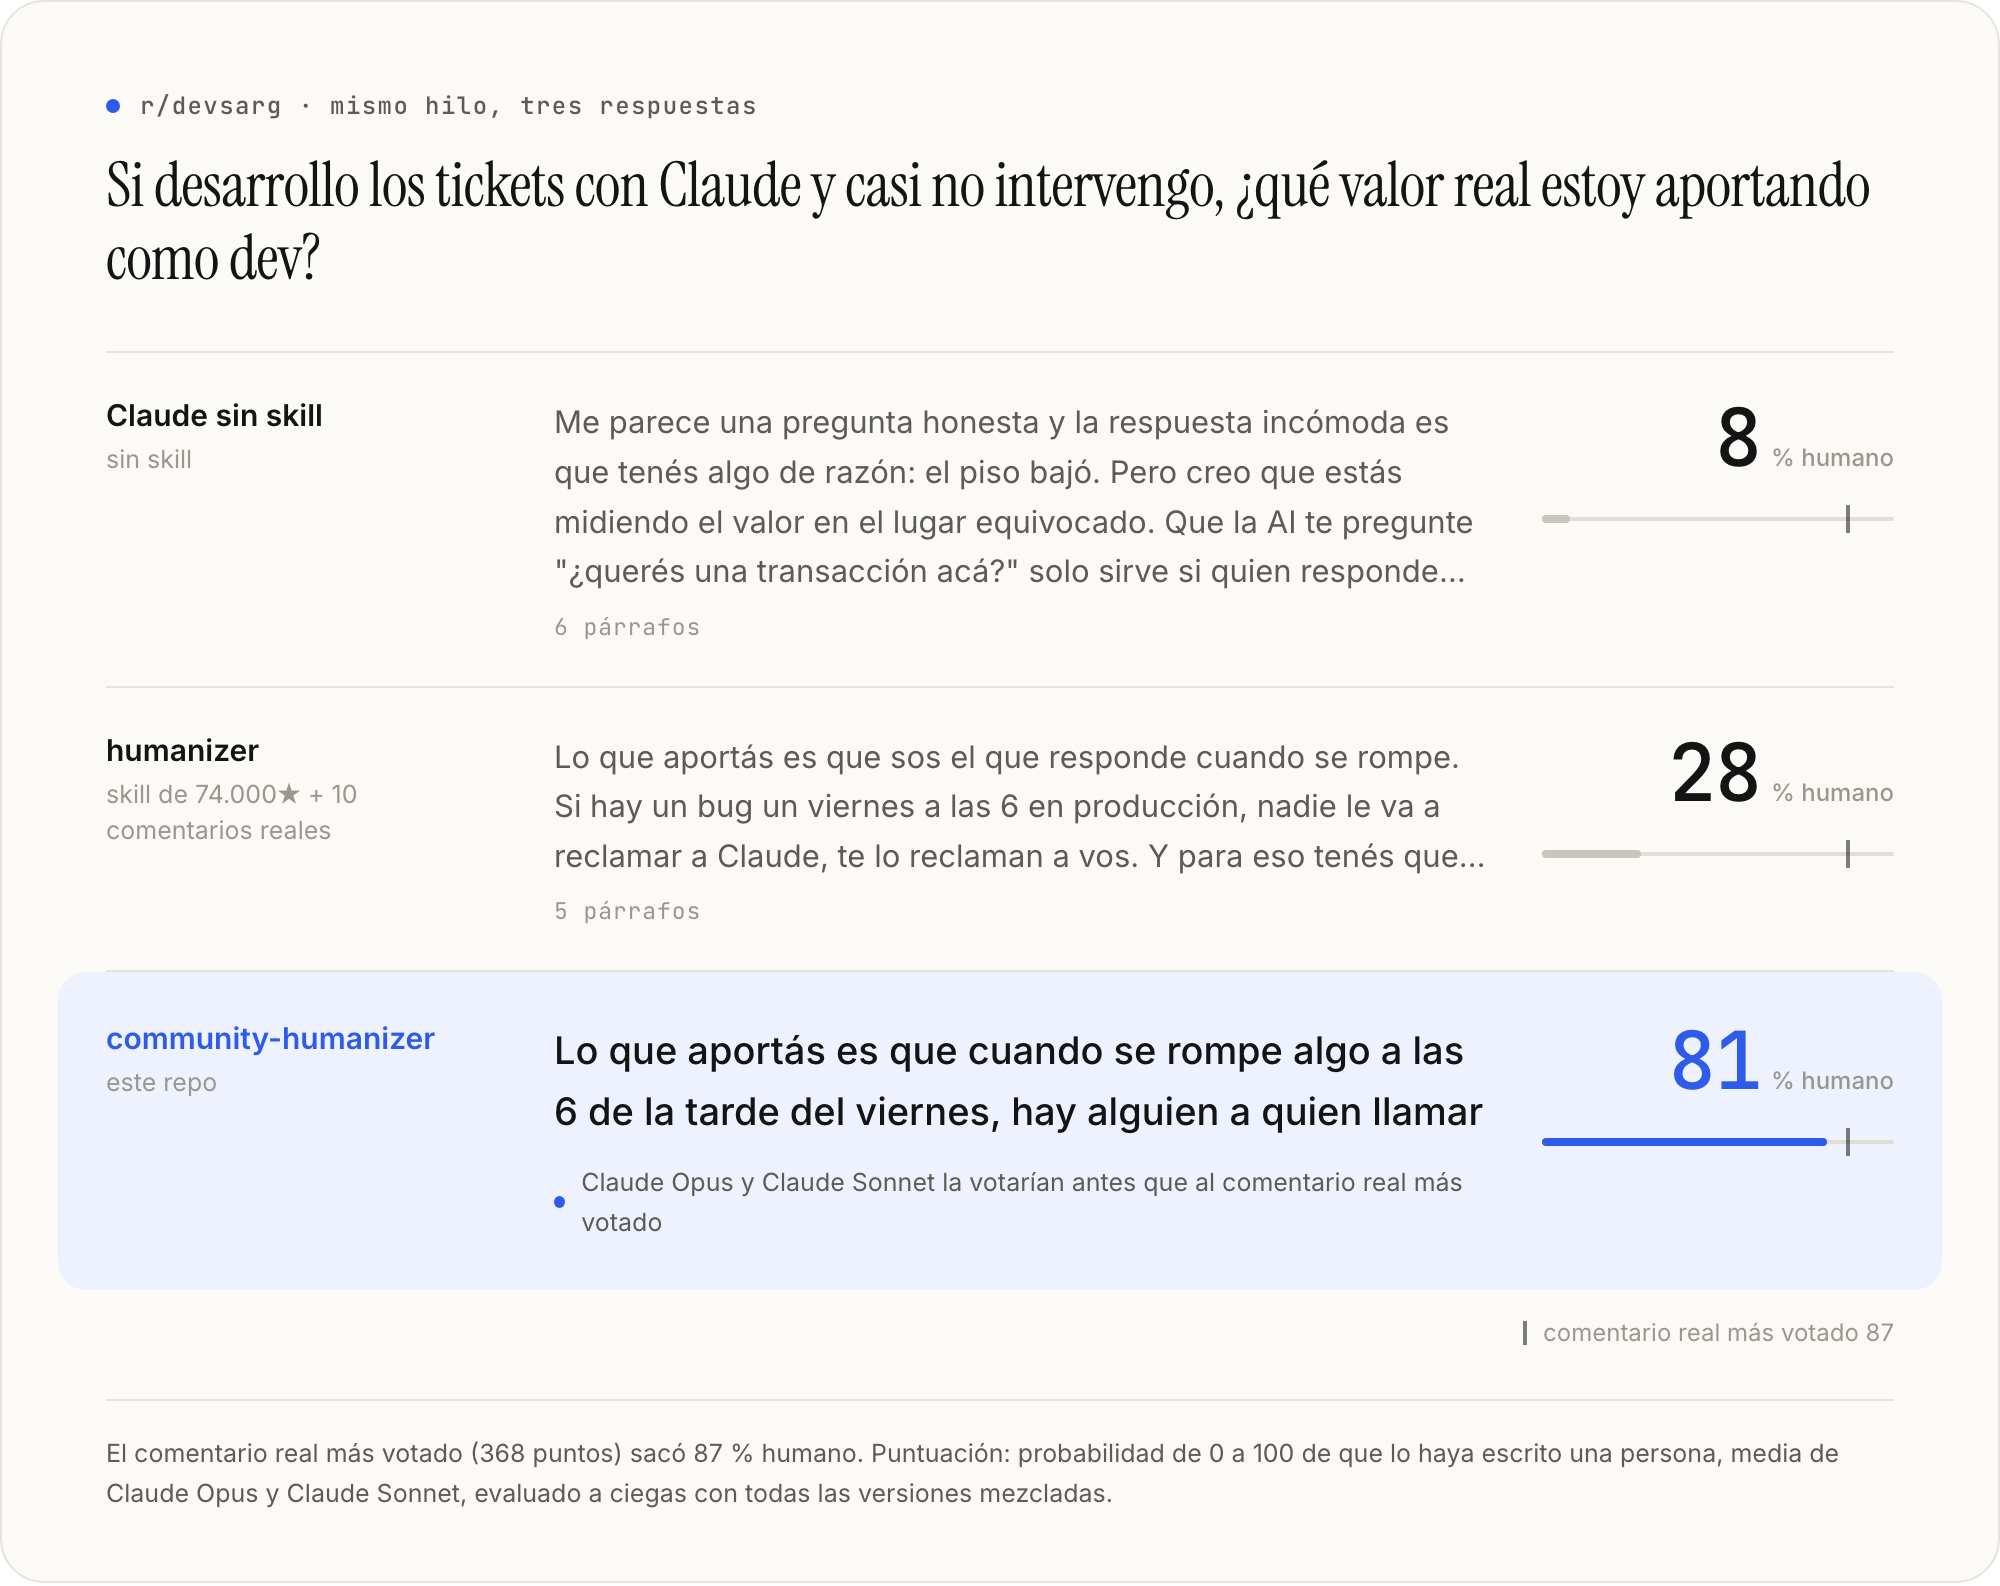 r/devsarg · mismo hilo, tres respuestas
Si desarrollo los tickets con Claude y casi no intervengo, ¿qué valor real estoy aportando
como dev?
Claude sin skill
sin skill
Me parece una pregunta honesta y la respuesta incómoda es
que tenés algo de razón: el piso bajó. Pero creo que estás
midiendo el valor en el lugar equivocado. Que la AI te pregunte
"¿querés una transacción acá?" solo sirve si quien responde...
6 párrafos
8 % humano
humanizer
skill de 74.000★ + 10
comentarios reales
Lo que aportás es que sos el que responde cuando se rompe.
Si hay un bug un viernes a las 6 en producción, nadie le va a
reclamar a Claude, te lo reclaman a vos. Y para eso tenés que...
5 párrafos
28 % humano
community-humanizer
este repo
Lo que aportás es que cuando se rompe algo a las
6 de la tarde del viernes, hay alguien a quien llamar
Claude Opus y Claude Sonnet la votarían antes que al comentario real más
votado
81 % humano
comentario real más votado 87
El comentario real más votado (368 puntos) sacó 87 % humano. Puntuación: probabilidad de 0 a 100 de que lo haya escrito una persona, media de
Claude Opus y Claude Sonnet, evaluado a ciegas con todas las versiones mezcladas.